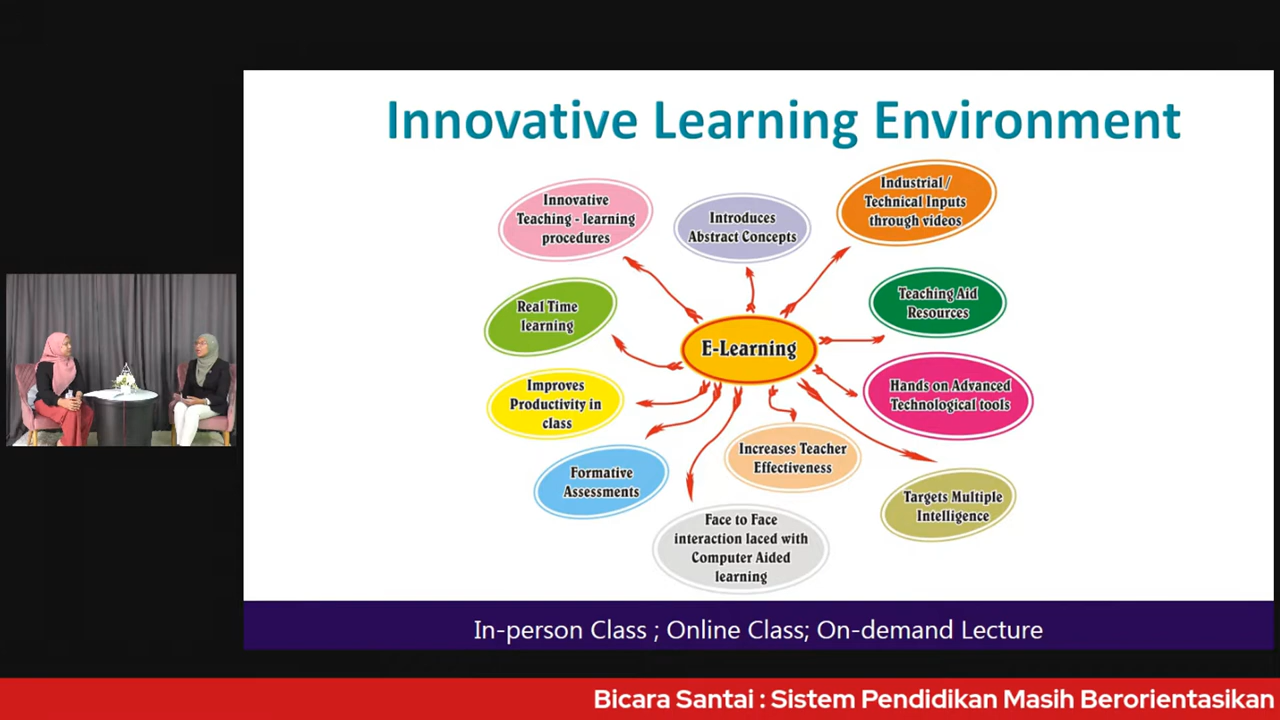 Innovative Learning Environment
Innovative
Teaching - learning
procedures
Introduces
Abstract Concepts
Industrial /
Technical Inputs
through videos
Real Time
learning
Teaching Aid
Resources
E-Learning
Improves
Productivity in
class
Hands on Advanced
Technological tools
Increases Teacher
Effectiveness
Formative
Assessments
Targets Multiple
Intelligence
Face to Face
interaction laced with
Computer Aided
learning
In-person Class ; Online Class; On-demand Lecture
Bicara Santai : Sistem Pendidikan Masih Berorientasikan